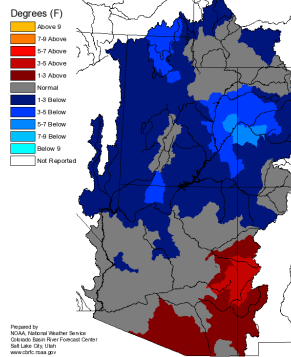 Degrees (F)
Above 9
7-9 Above
5-7 Above
3-5 Above
1-3 Above
Normal
1-3 Below
3-5 Below
5-7 Below
7-9 Below
Below 9
Not Reported
Prepared by
NOAA, National Weather Service
Colorado Basin River Forecast Center
Salt Lake City, Utah
www.cbrfc.noaa.gov